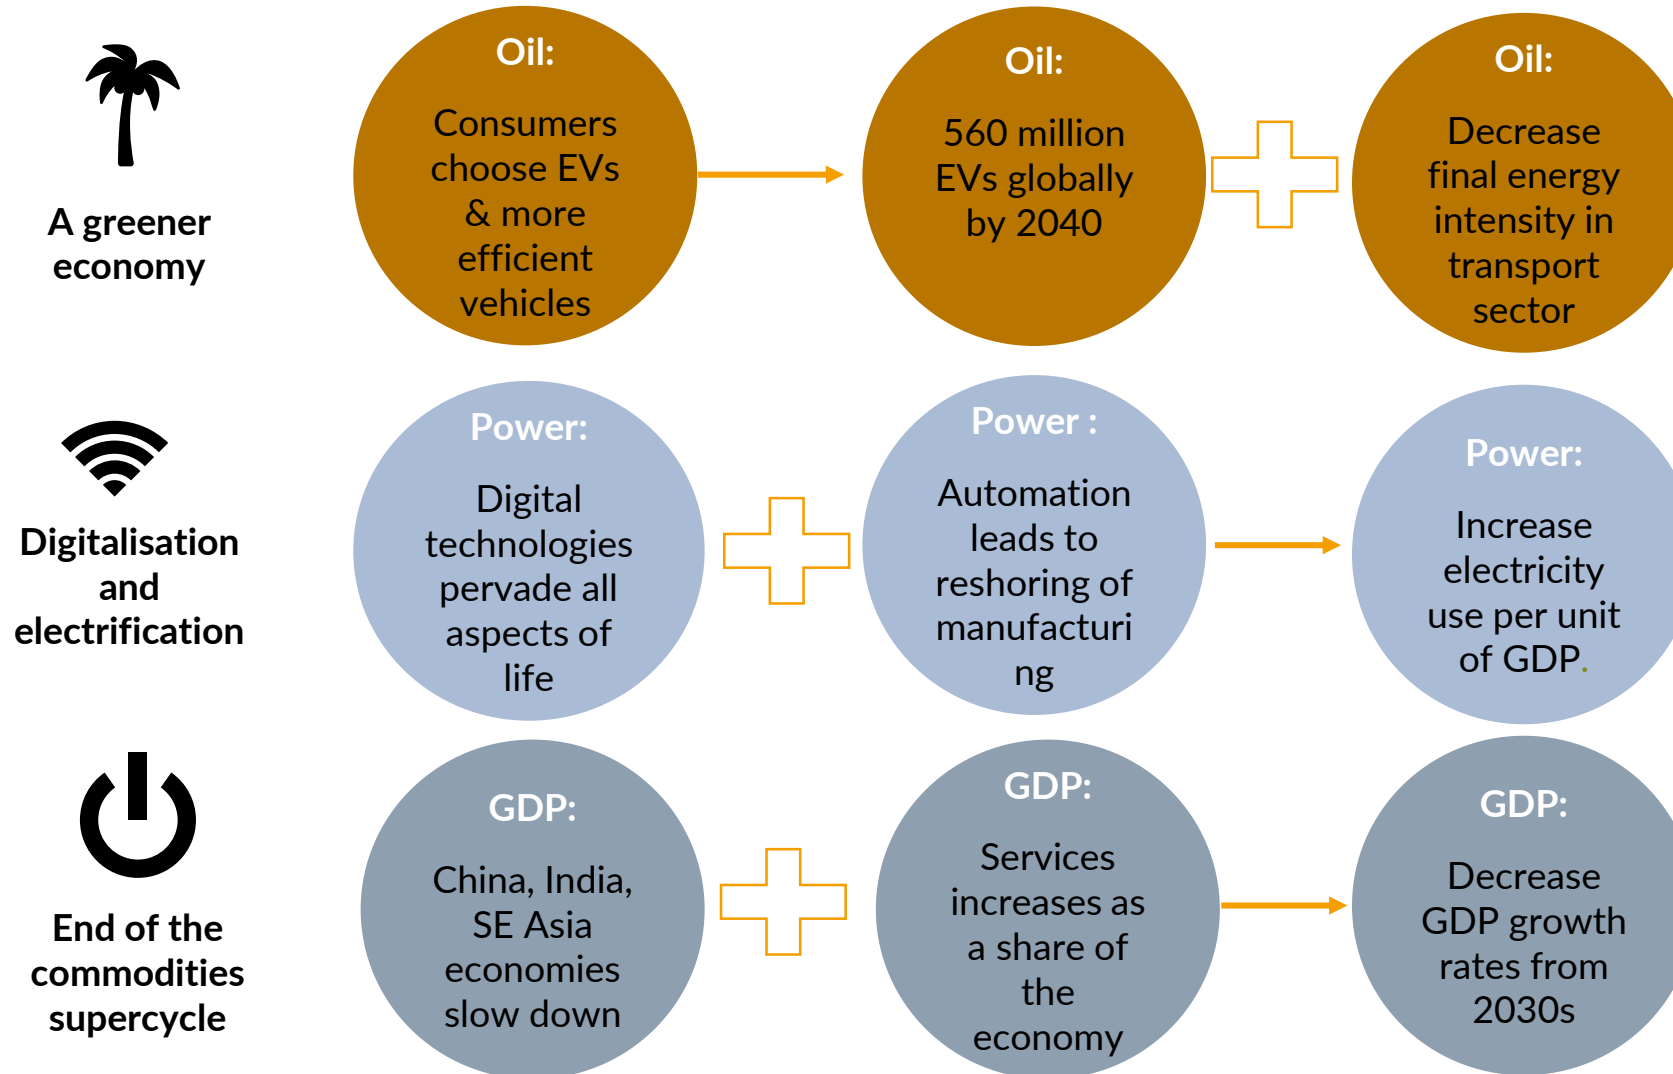 A greener
economy
Oil:
Consumers
choose EVs
& more
efficient
vehicles
Oil:
560 million
EVs globally
by 2040
Oil:
Decrease
final energy
intensity in
transport
sector
Digitalisation
and
electrification
Power:
Digital
technologies
pervade all
aspects of
life
Power :
Automation
leads to
reshoring of
manufacturi
ng
Power:
Increase
electricity
use per unit
of GDP.
End of the
commodities
supercycle
GDP:
China, India,
SE Asia
economies
slow down
GDP:
Services
increases as
a share of
the
economy
GDP:
Decrease
GDP growth
rates from
2030s